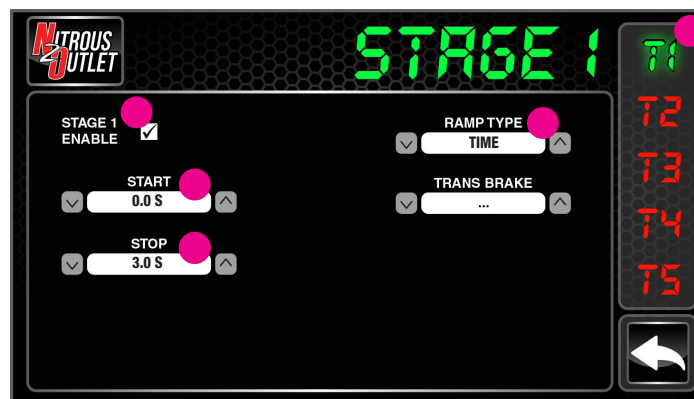 NITROUS
2 OUTLET
STAGE 1
T1
T2
T3
T4
T5
STAGE 1
ENABLE
START
0.0 S
STOP
3.0 S
RAMP TYPE
TIME
TRANS BRAKE
...